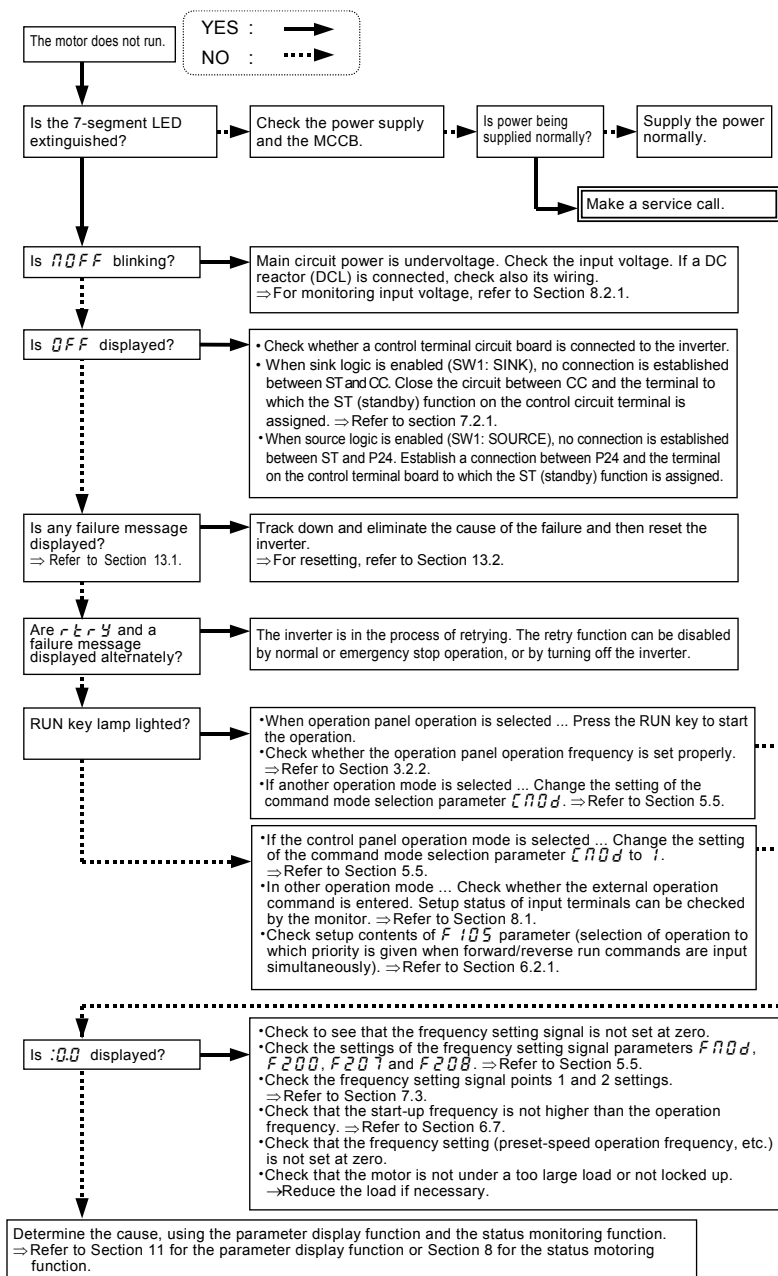 The motor does not run.
YES :
NO :
Is the 7-segment LED
extinguished?
Check the power supply
and the MCCB.
Is power being
supplied normally?
Supply the power
normally.
Make a service call.
Is MOFF blinking?
Main circuit power is undervoltage. Check the input voltage. If a DC
reactor (DCL) is connected, check also its wiring.
⇒For monitoring input voltage, refer to Section 8.2.1.
Is OFF displayed?
• Check whether a control terminal circuit board is connected to the inverter.
• When sink logic is enabled (SW1: SINK), no connection is established
between ST and CC. Close the circuit between CC and the terminal to
which the ST (standby) function on the control circuit terminal is
assigned. ⇒Refer to section 7.2.1.
•When source logic is enabled (SW1: SOURCE), no connection is established
between ST and P24. Establish a connection between P24 and the terminal
on the control terminal board to which the ST (standby) function is assigned.
Is any failure message
displayed?
⇒ Refer to Section 13.1.
Track down and eliminate the cause of the failure and then reset the
inverter.
⇒For resetting, refer to Section 13.2.
Are rtry and a
failure message
displayed alternately?
The inverter is in the process of retrying. The retry function can be disabled
by normal or emergency stop operation, or by turning off the inverter.
RUN key lamp lighted?
•When operation panel operation is selected ... Press the RUN key to start
the operation.
•Check whether the operation panel operation frequency is set properly.
⇒Refer to Section 3.2.2.
•If another operation mode is selected ... Change the setting of the
command mode selection parameter CMOd. ⇒Refer to Section 5.5.
•If the control panel operation mode is selected ... Change the setting
of the command mode selection parameter CMOd to 1.
⇒Refer to Section 5.5.
•In other operation mode ... Check whether the external operation
command is entered. Setup status of input terminals can be checked
by the monitor. ⇒Refer to Section 8.1.
•Check setup contents of F105 parameter (selection of operation to
which priority is given when forward/reverse run commands are input
simultaneously). ⇒Refer to Section 6.2.1.
Is :0.0 displayed?
•Check to see that the frequency setting signal is not set at zero.
•Check the settings of the frequency setting signal parameters FMOd,
F200, F207 and F208. ⇒Refer to Section 5.5.
•Check the frequency setting signal points 1 and 2 settings.
⇒Refer to Section 7.3.
•Check that the start-up frequency is not higher than the operation
frequency. ⇒Refer to Section 6.7.
•Check that the frequency setting (preset-speed operation frequency, etc.)
is not set at zero.
•Check that the motor is not under a too large load or not locked up.
→Reduce the load if necessary.
Determine the cause, using the parameter display function and the status monitoring function.
⇒Refer to Section 11 for the parameter display function or Section 8 for the status motoring
function.